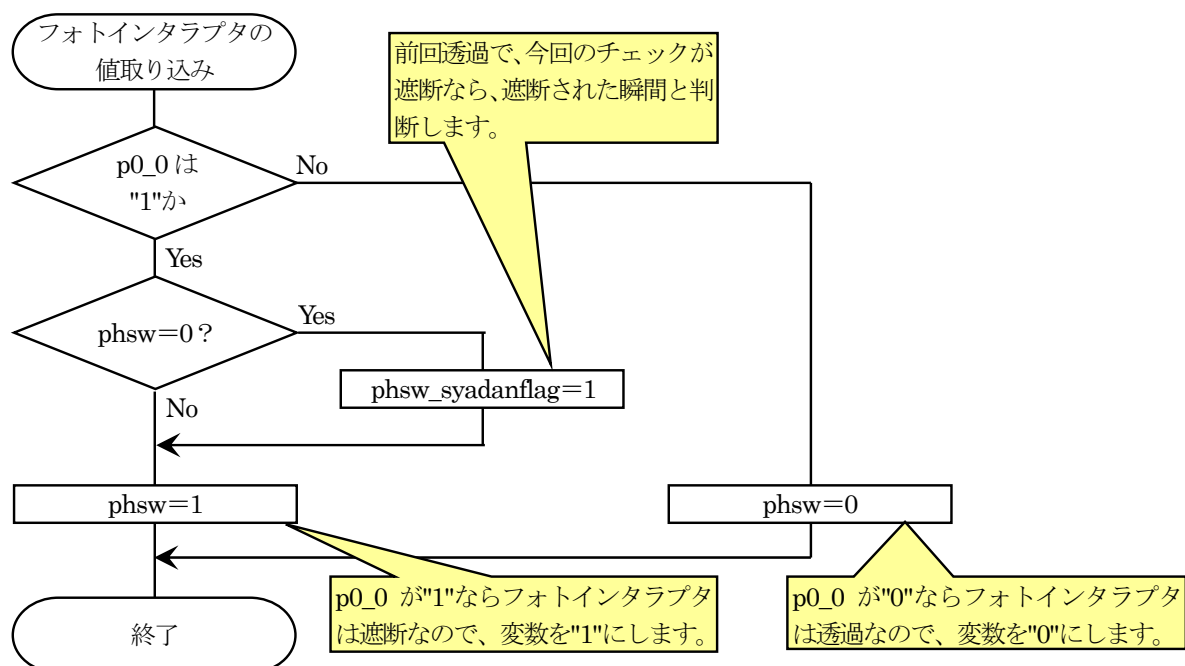 フォトインタラプタの
値取り込み
前回透過で、今回のチェックが
遮断なら、遮断された瞬間と判
断します。
p0_0 は
"1"か
No
Yes
phsw=0?
Yes
phsw_syadanflag=1
No
phsw=1
phsw=0
p0_0 が"1"ならフォトインタラプタ
は遮断なので、変数を"1"にします。
p0_0 が"0"ならフォトインタラプタ
は透過なので、変数を"0"にします。
終了